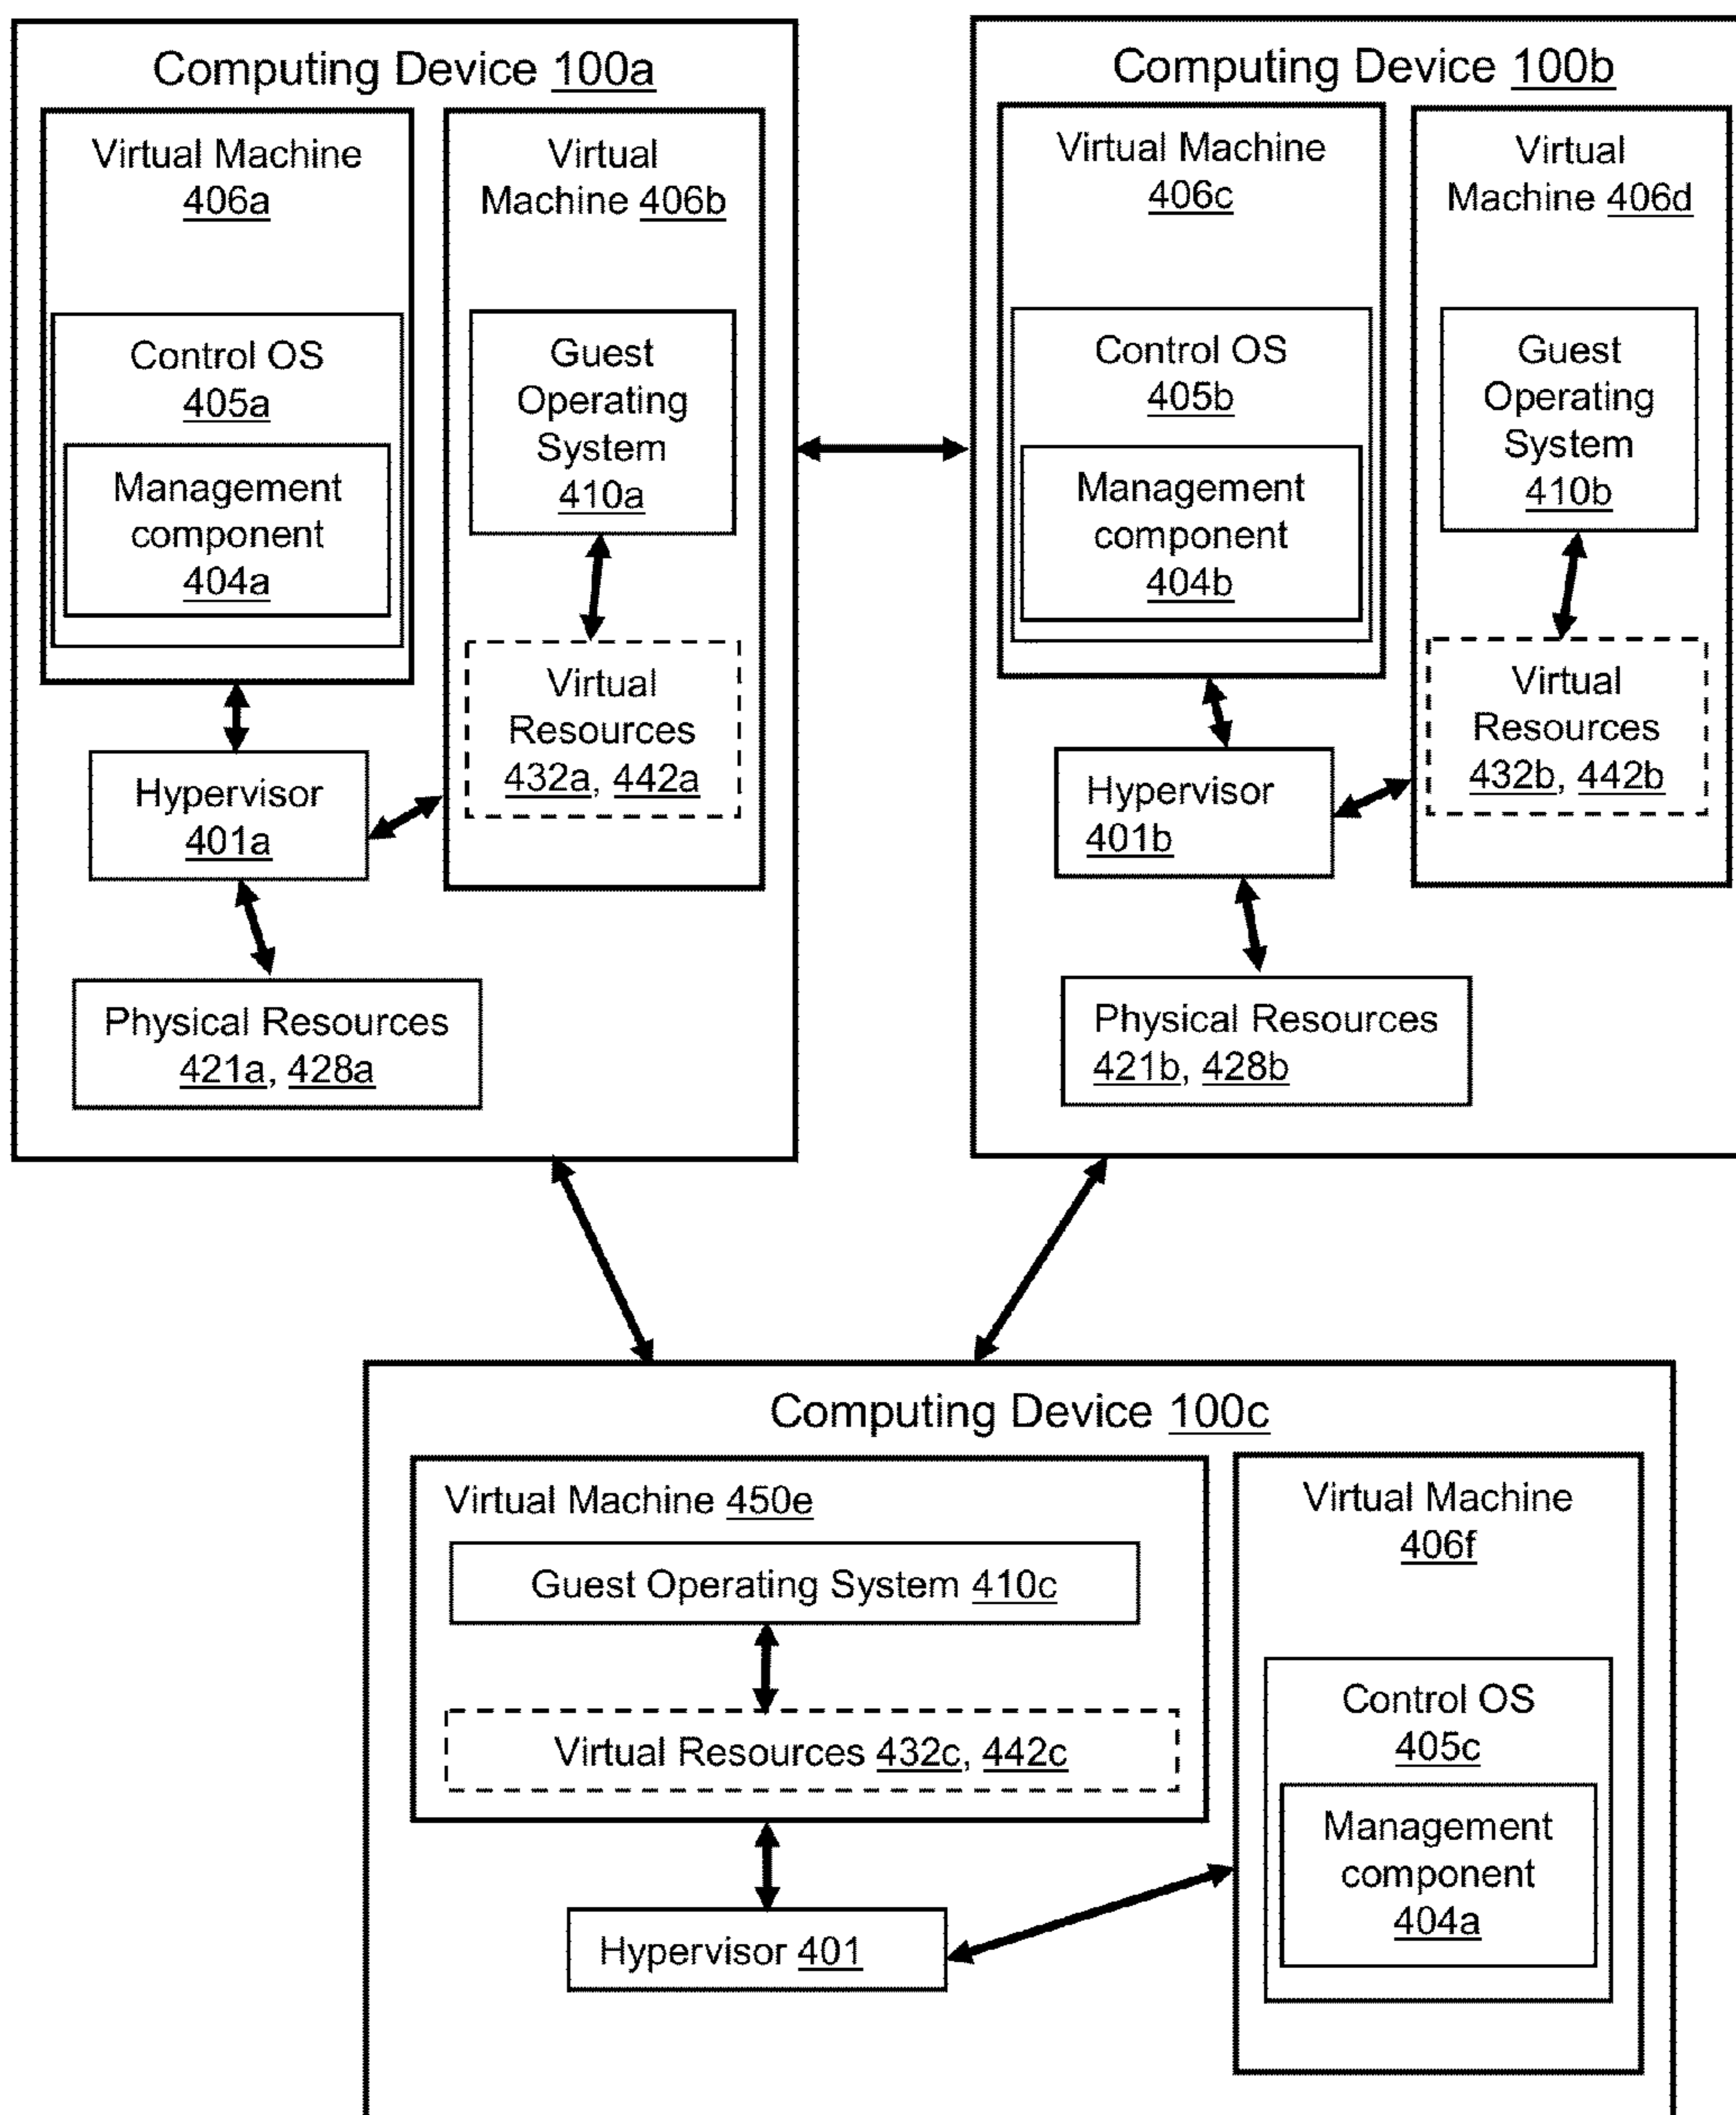 Computing Device 100a
Virtual Machine
406a
Control OS
405a
Management
component
404a
Virtual
Machine 406b
Guest
Operating
System
410a
Virtual
Resources
432a, 442a
Hypervisor
401a
Physical Resources
421a, 428a
Computing Device 100b
Virtual Machine
406c
Control OS
405b
Management
component
404b
Virtual
Machine 406d
Guest
Operating
System
410b
Virtual
Resources
432b, 442b
Hypervisor
401b
Physical Resources
421b, 428b
Computing Device 100c
Virtual Machine 450e
Guest Operating System 410c
Virtual Resources 432c, 442c
Hypervisor 401
Virtual Machine
406f
Control OS
405c
Management
component
404a